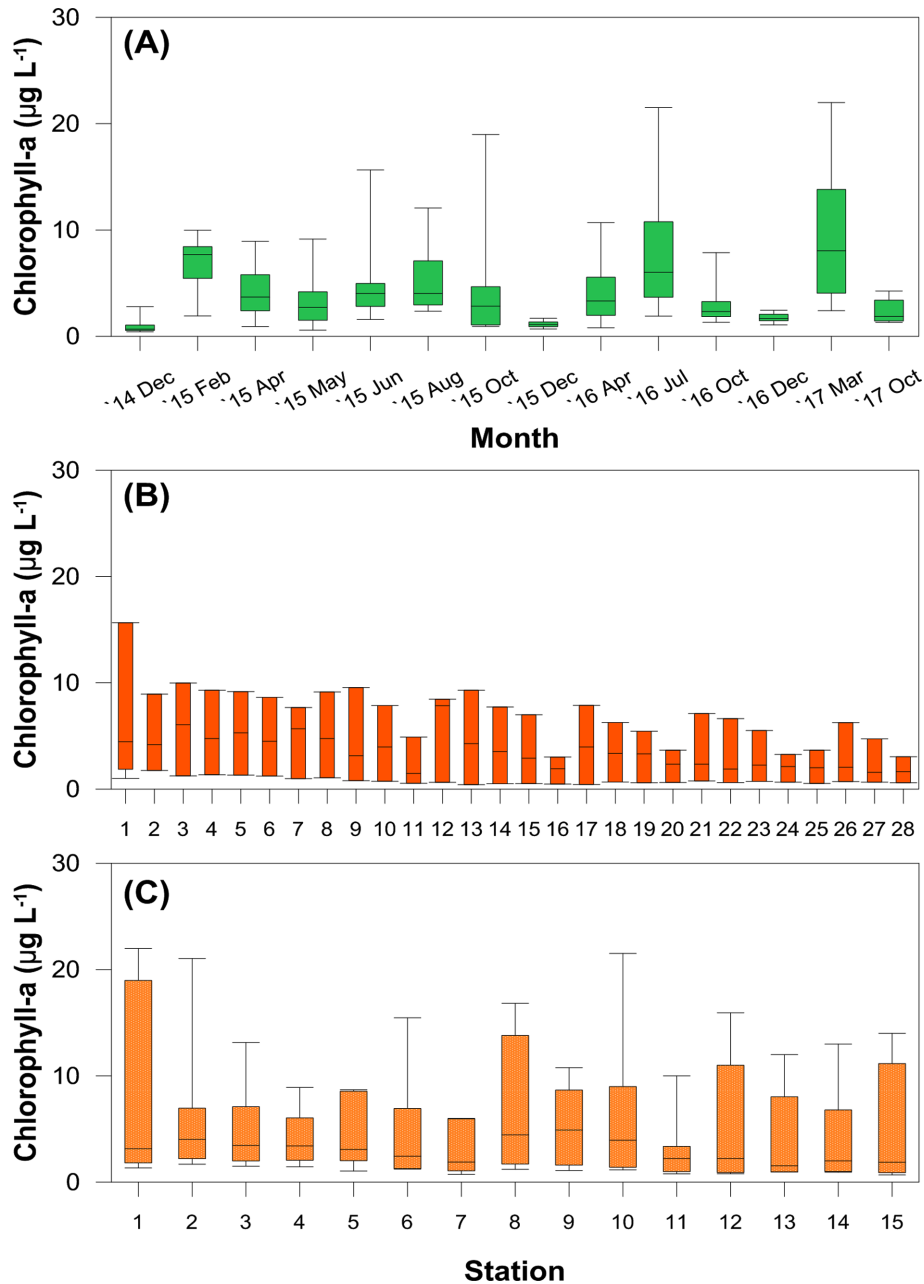 (A)
Chlorophyll-a (µg L-1)
30
20
10
0
`14 Dec `15 Feb `15 Apr `15 May `15 Jun `15 Aug `15 Oct `15 Dec `16 Apr `16 Jul `16 Oct `16 Dec `17 Mar `17 Oct
Month
(B)
Chlorophyll-a (µg L-1)
30
20
10
0
1 2 3 4 5 6 7 8 9 10 11 12 13 14 15 16 17 18 19 20 21 22 23 24 25 26 27 28
(C)
Chlorophyll-a (µg L-1)
30
20
10
0
1 2 3 4 5 6 7 8 9 10 11 12 13 14 15
Station